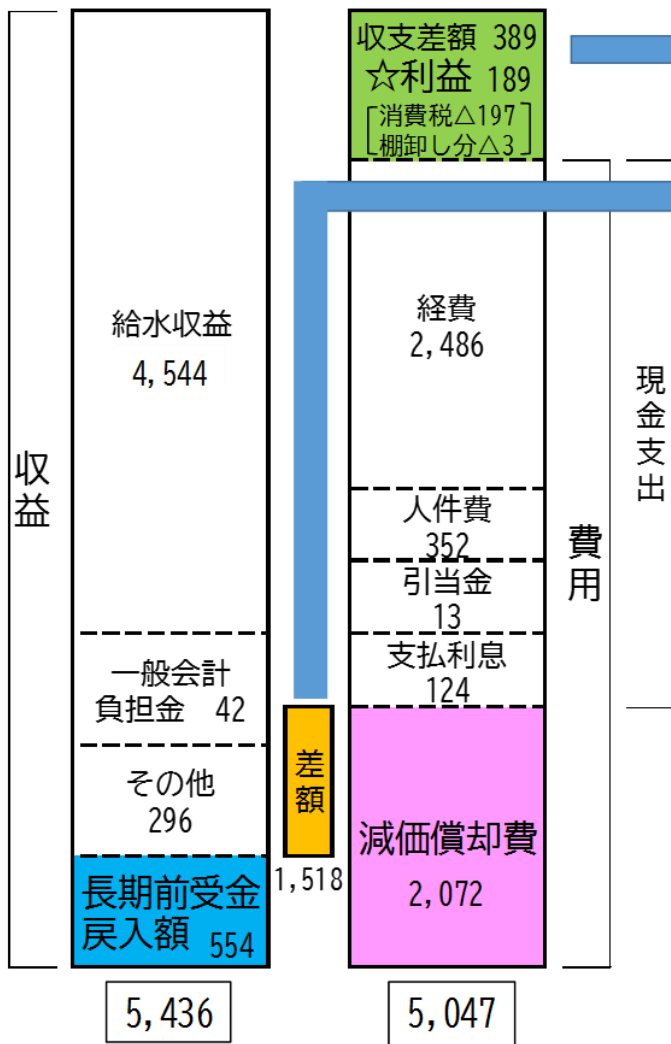 収益
給水収益
4,544
一般会計
負担金 42
その他
296
長期前受金
戻入額 554
5,436
差額
1,518
収支差額 389
☆利益 189
消費税△197
棚卸し分△3
経費
2,486
人件費
352
引当金
13
支払利息
124
減価償却費
2,072
5,047
費用
現金支出